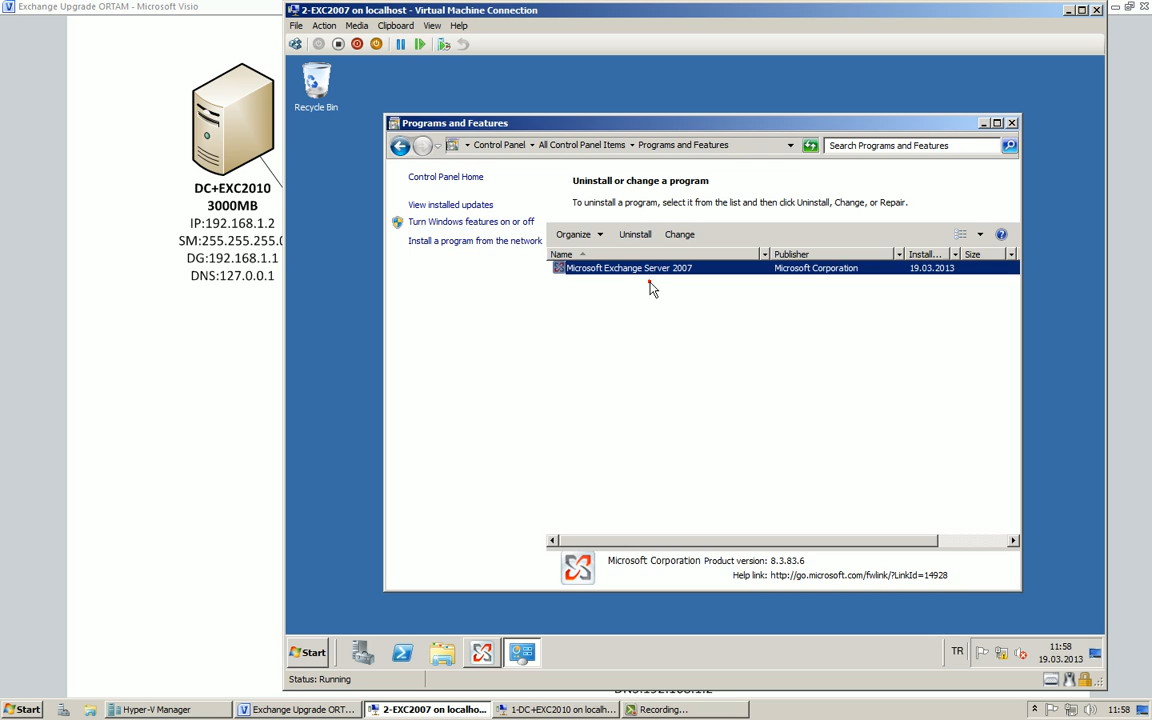 Exchange Upgrade ORTAM - Microsoft Visio
2-EXC2007 on localhost - Virtual Machine Connection
File Action Media Clipboard View Help
Recycle Bin
DC+EXC2010
3000MB
IP:192.168.1.2
SM:255.255.255.0
DG:192.168.1.1
DNS:127.0.0.1
Programs and Features
Control Panel All Control Panel Items Programs and Features Search Programs and Features
Control Panel Home
View installed updates
Turn Windows features on or off
Install a program from the network
Uninstall or change a program
To uninstall a program, select it from the list and then click Uninstall, Change, or Repair.
Organize Uninstall Change
Name Publisher Install... Size
Microsoft Exchange Server 2007 Microsoft Corporation 19.03.2013
Microsoft Corporation Product version: 8.3.83.6
Help link: http://go.microsoft.com/fwlink/?LinkId=14928
Start TR 11:58
19.03.2013
Status: Running
Start Hyper-V Manager Exchange Upgrade ORT... 2-EXC2007 on localho... 1-DC+EXC2010 on localh... Recording... 11:58